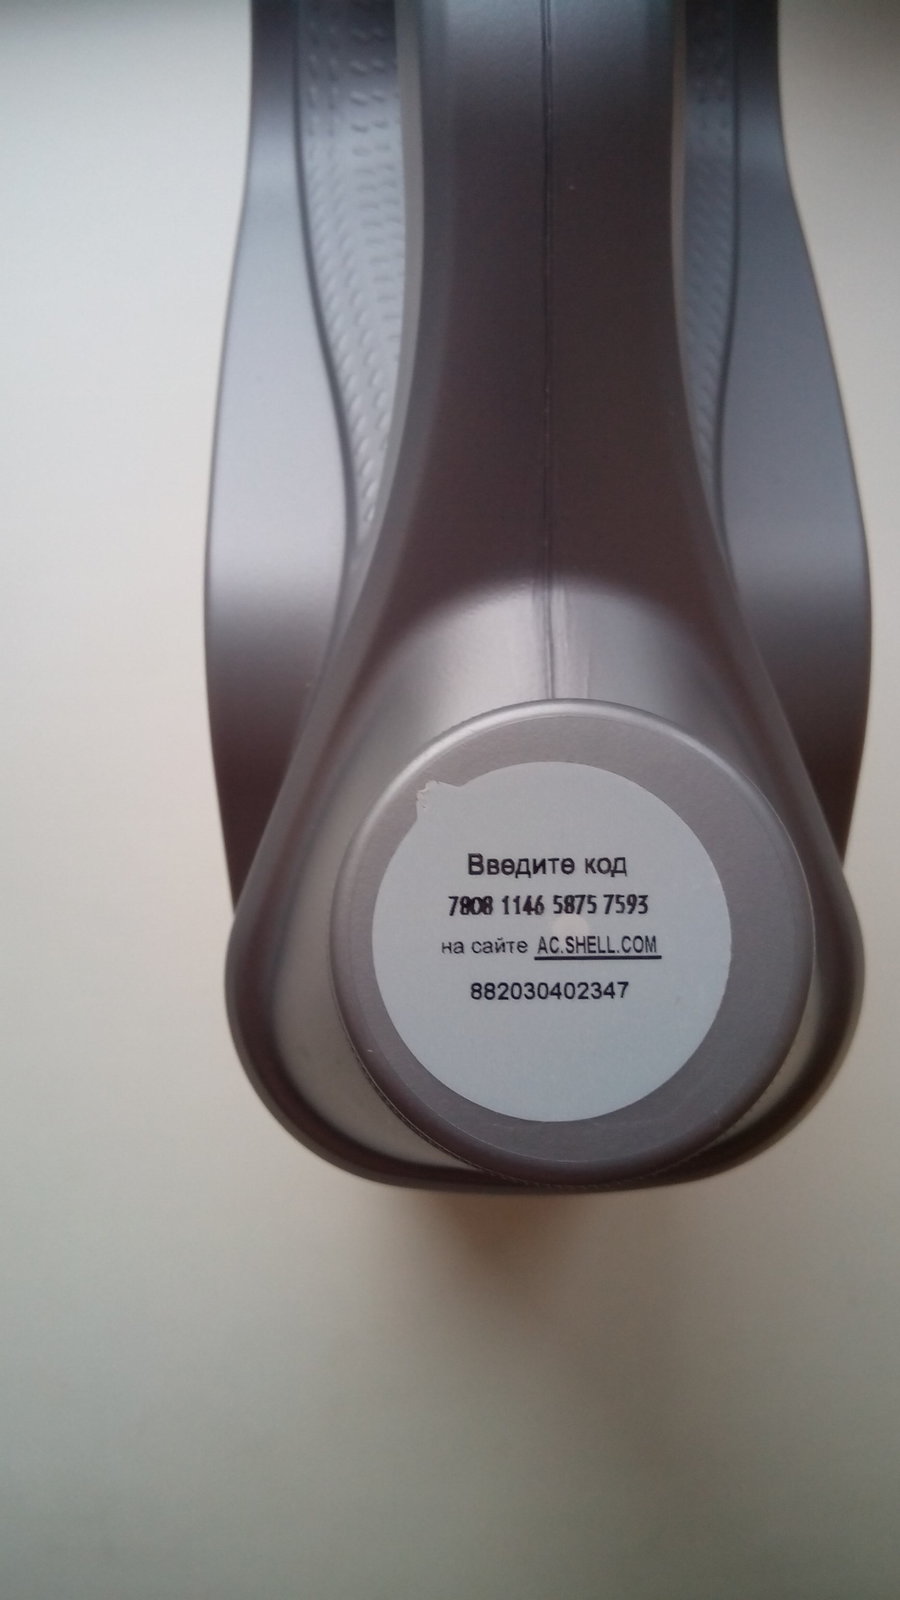 Введите код
7808 1146 5875 7593
на сайте AC.SHELL.COM
882030402347